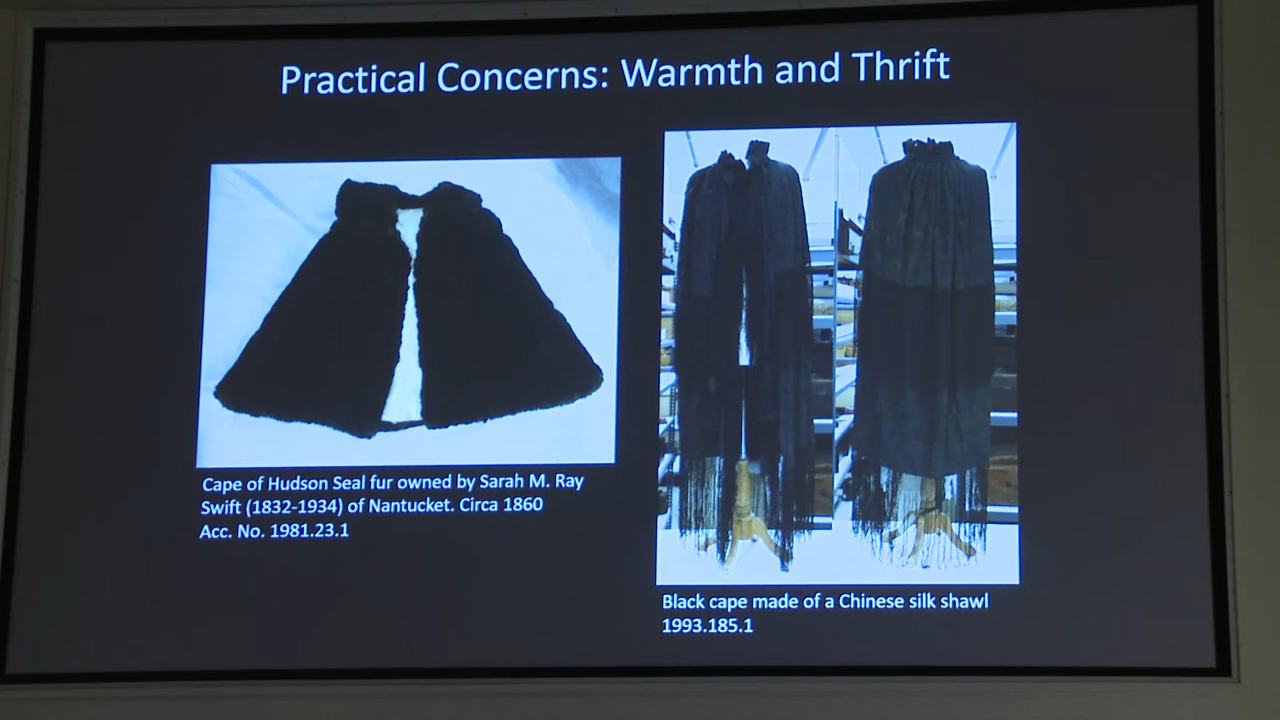 Practical Concerns: Warmth and Thrift
Cape of Hudson Seal fur owned by Sarah M. Ray
Swift (1832-1934) of Nantucket. Circa 1860
Acc. No. 1981.23.1
Black cape made of a Chinese silk shawl
1993.185.1